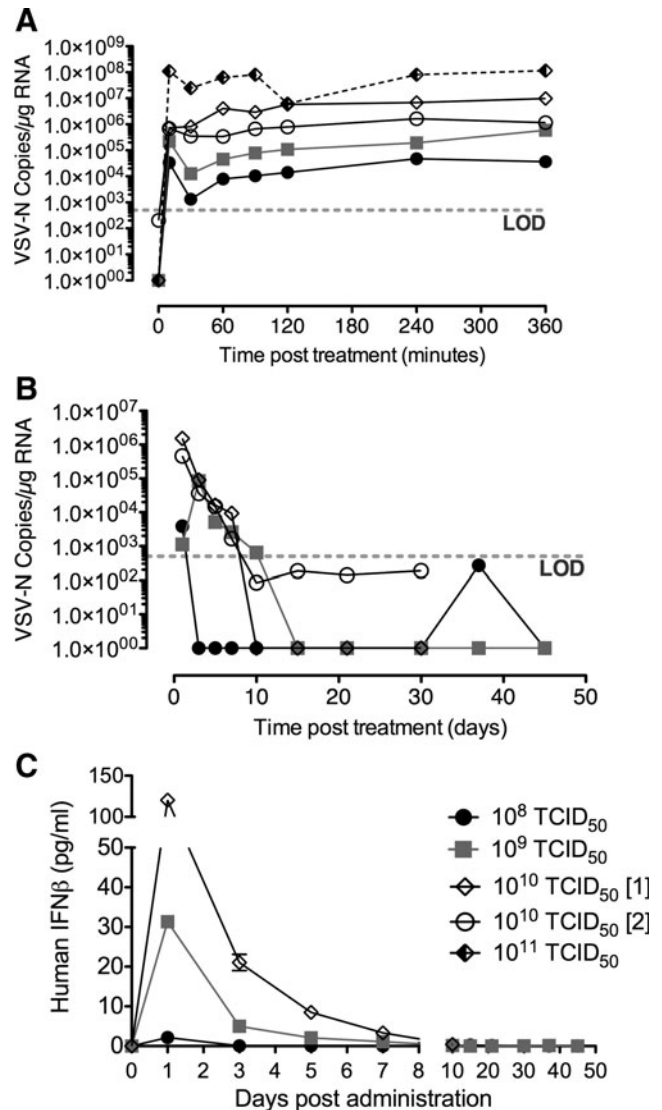 A
VSV-N Copies/µg RNA
1.0×10^09
1.0×10^08
1.0×10^07
1.0×10^06
1.0×10^05
1.0×10^04
1.0×10^03
1.0×10^02
1.0×10^01
1.0×10^00
LOD
0 60 120 180 240 300 360
Time post treatment (minutes)
B
VSV-N Copies/µg RNA
1.0×10^07
1.0×10^06
1.0×10^05
1.0×10^04
1.0×10^03
1.0×10^02
1.0×10^01
1.0×10^00
LOD
0 10 20 30 40 50
Time post treatment (days)
C
Human IFNβ (pg/ml)
150
100
50
40
30
20
10
0
0 1 2 3 4 5 6 7 8 10 20 30 40 50
Days post administration
10^8 TCID_50
10^9 TCID_50
10^10 TCID_50 [1]
10^10 TCID_50 [2]
10^11 TCID_50